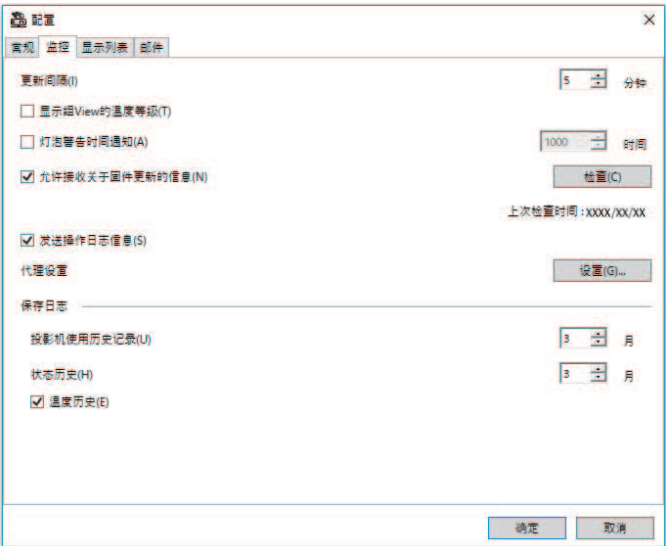 配置
常规 监控 显示列表 邮件
更新间隔(I) 5 分钟
显示组View的温度等级(T)
灯泡警告时间通知(A) 1000 时间
允许接收关于固件更新的信息(N) 检查(C)
上次检查时间:XXXX/XX/XX
发送操作日志信息(S)
代理设置 设置(G)...
保存日志
投影机使用历史记录(U) 3 月
状态历史(H) 3 月
温度历史(E)
确定 取消